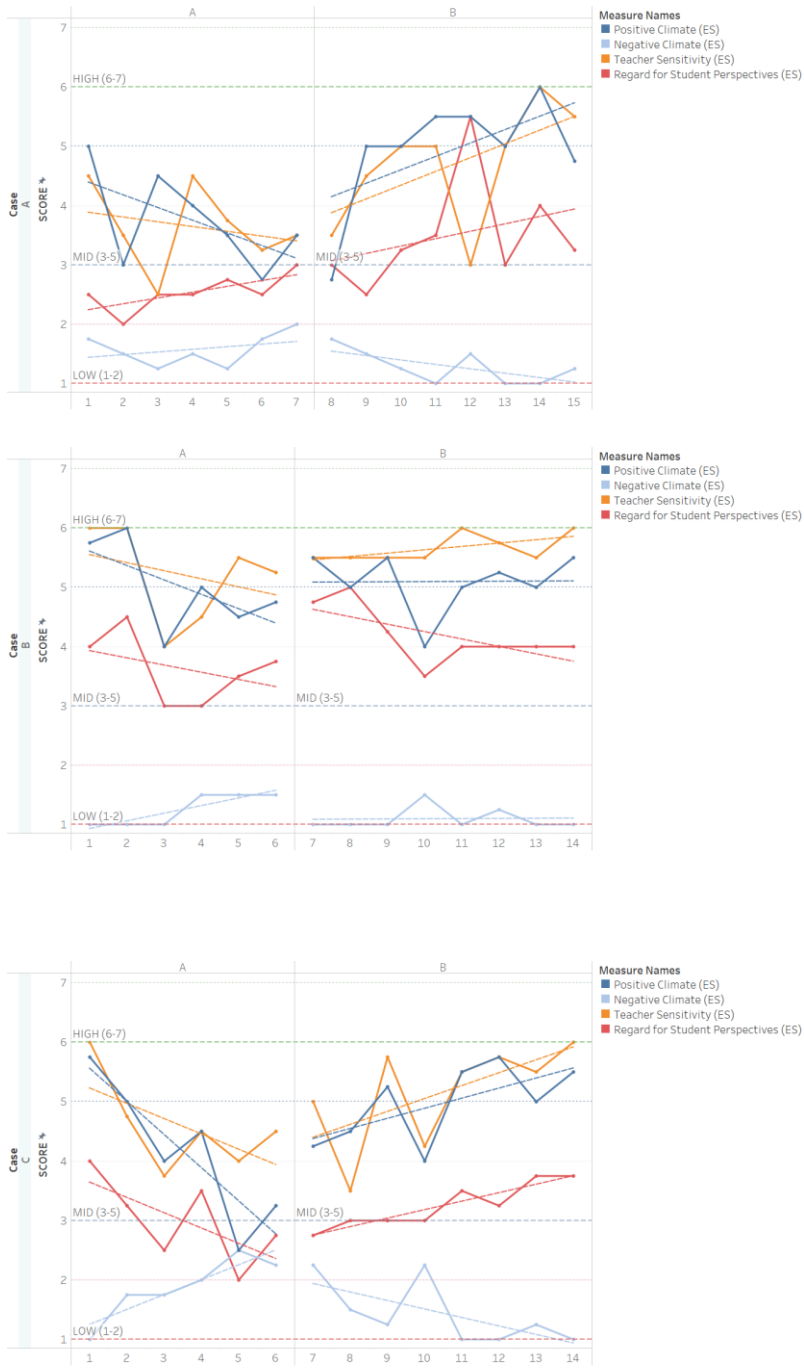 A B
Measure Names
Positive Climate (ES)
Negative Climate (ES)
Teacher Sensitivity (ES)
Regard for Student Perspectives (ES)
7
HIGH (6-7)
6
5
Case A SCORE
4
MID (3-5) MID (3-5)
3
2
LOW (1-2)
1
1 2 3 4 5 6 7 8 9 10 11 12 13 14 15
A B
Measure Names
Positive Climate (ES)
Negative Climate (ES)
Teacher Sensitivity (ES)
Regard for Student Perspectives (ES)
7
HIGH (6-7)
6
5
Case B SCORE
4
MID (3-5) MID (3-5)
3
2
LOW (1-2)
1
1 2 3 4 5 6 7 8 9 10 11 12 13 14
A B
Measure Names
Positive Climate (ES)
Negative Climate (ES)
Teacher Sensitivity (ES)
Regard for Student Perspectives (ES)
7
HIGH (6-7)
6
5
Case C SCORE
4
MID (3-5) MID (3-5)
3
2
LOW (1-2)
1
1 2 3 4 5 6 7 8 9 10 11 12 13 14